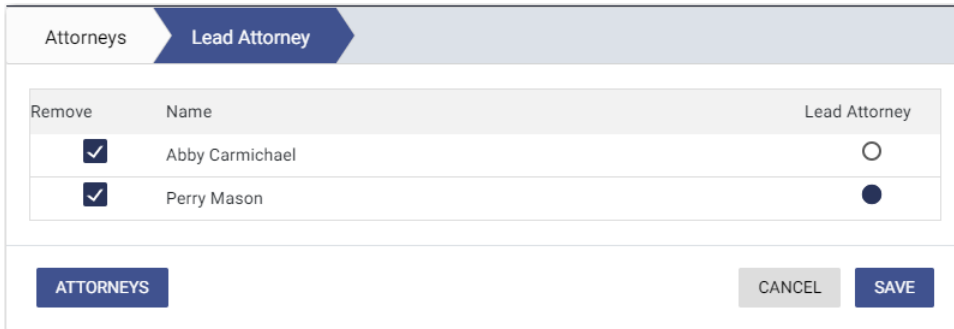 Attorneys Lead Attorney
Remove Name Lead Attorney
Abby Carmichael
Perry Mason
ATTORNEYS CANCEL SAVE